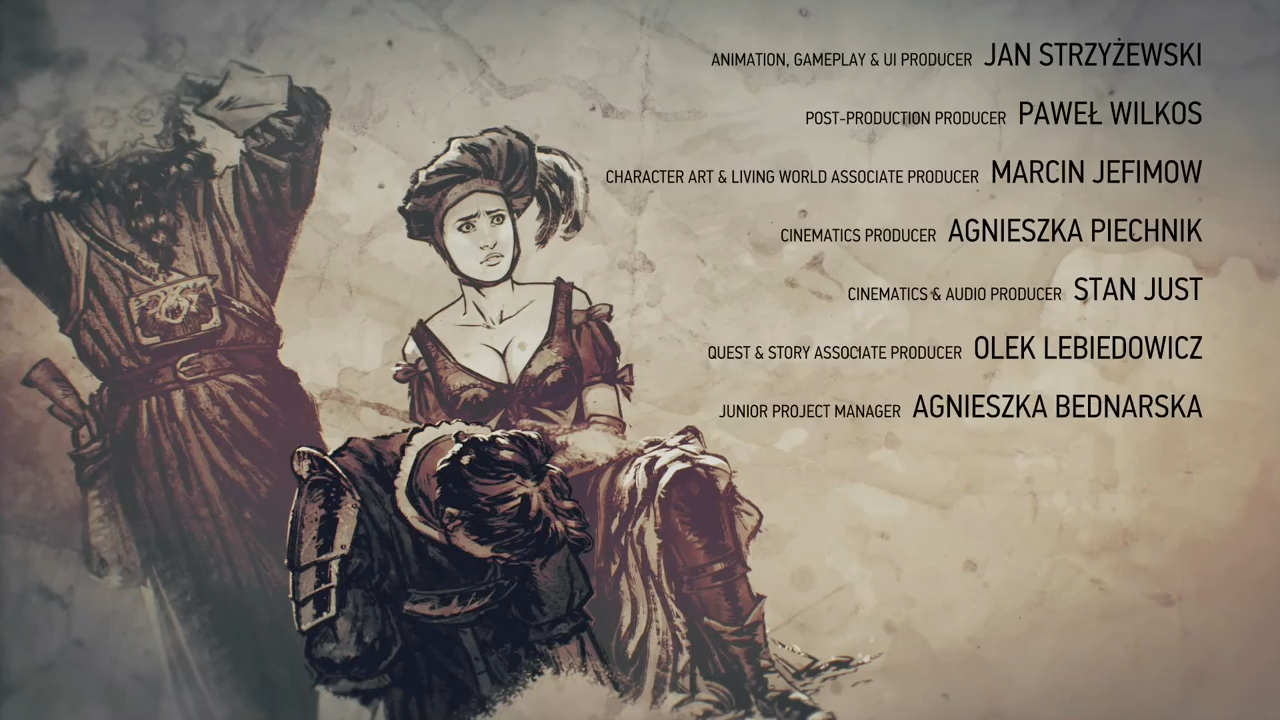 ANIMATION, GAMEPLAY & UI PRODUCER JAN STRZYŻEWSKI
POST-PRODUCTION PRODUCER PAWEŁ WILKOS
CHARACTER ART & LIVING WORLD ASSOCIATE PRODUCER MARCIN JEFIMOW
CINEMATICS PRODUCER AGNIESZKA PIECHNIK
CINEMATICS & AUDIO PRODUCER STAN JUST
QUEST & STORY ASSOCIATE PRODUCER OLEK LEBIEDOWICZ
JUNIOR PROJECT MANAGER AGNIESZKA BEDNARSKA